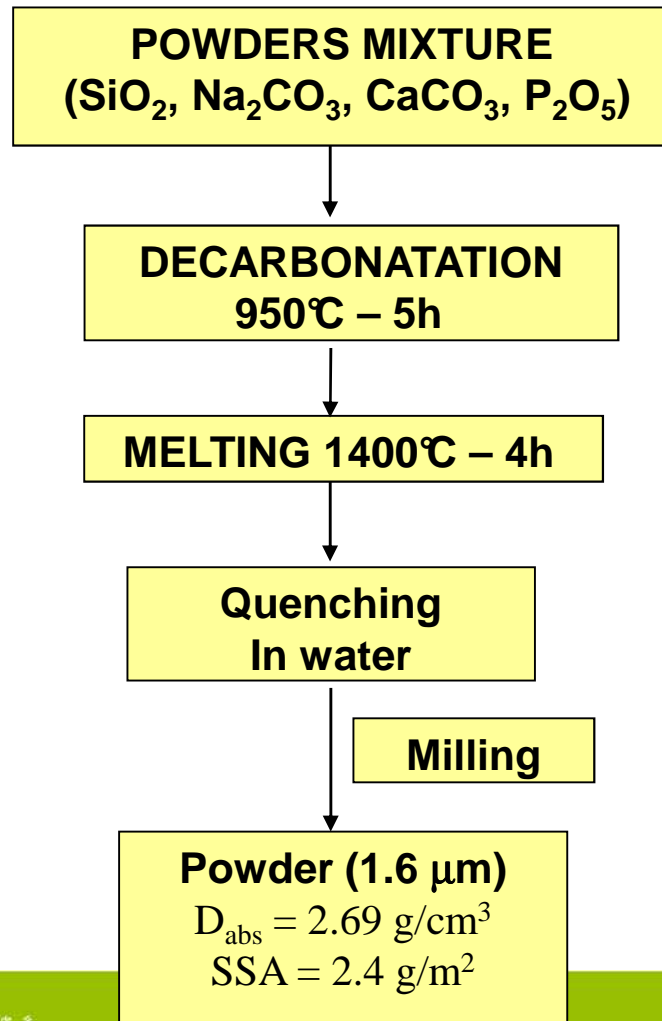 POWDERS MIXTURE
(SiO₂, Na₂CO₃, CaCO₃, P₂O₅)
DECARBONATATION
950°C – 5h
MELTING 1400°C – 4h
Quenching
In water
Milling
Powder (1.6 μm)
D_abs = 2.69 g/cm³
SSA = 2.4 g/m²